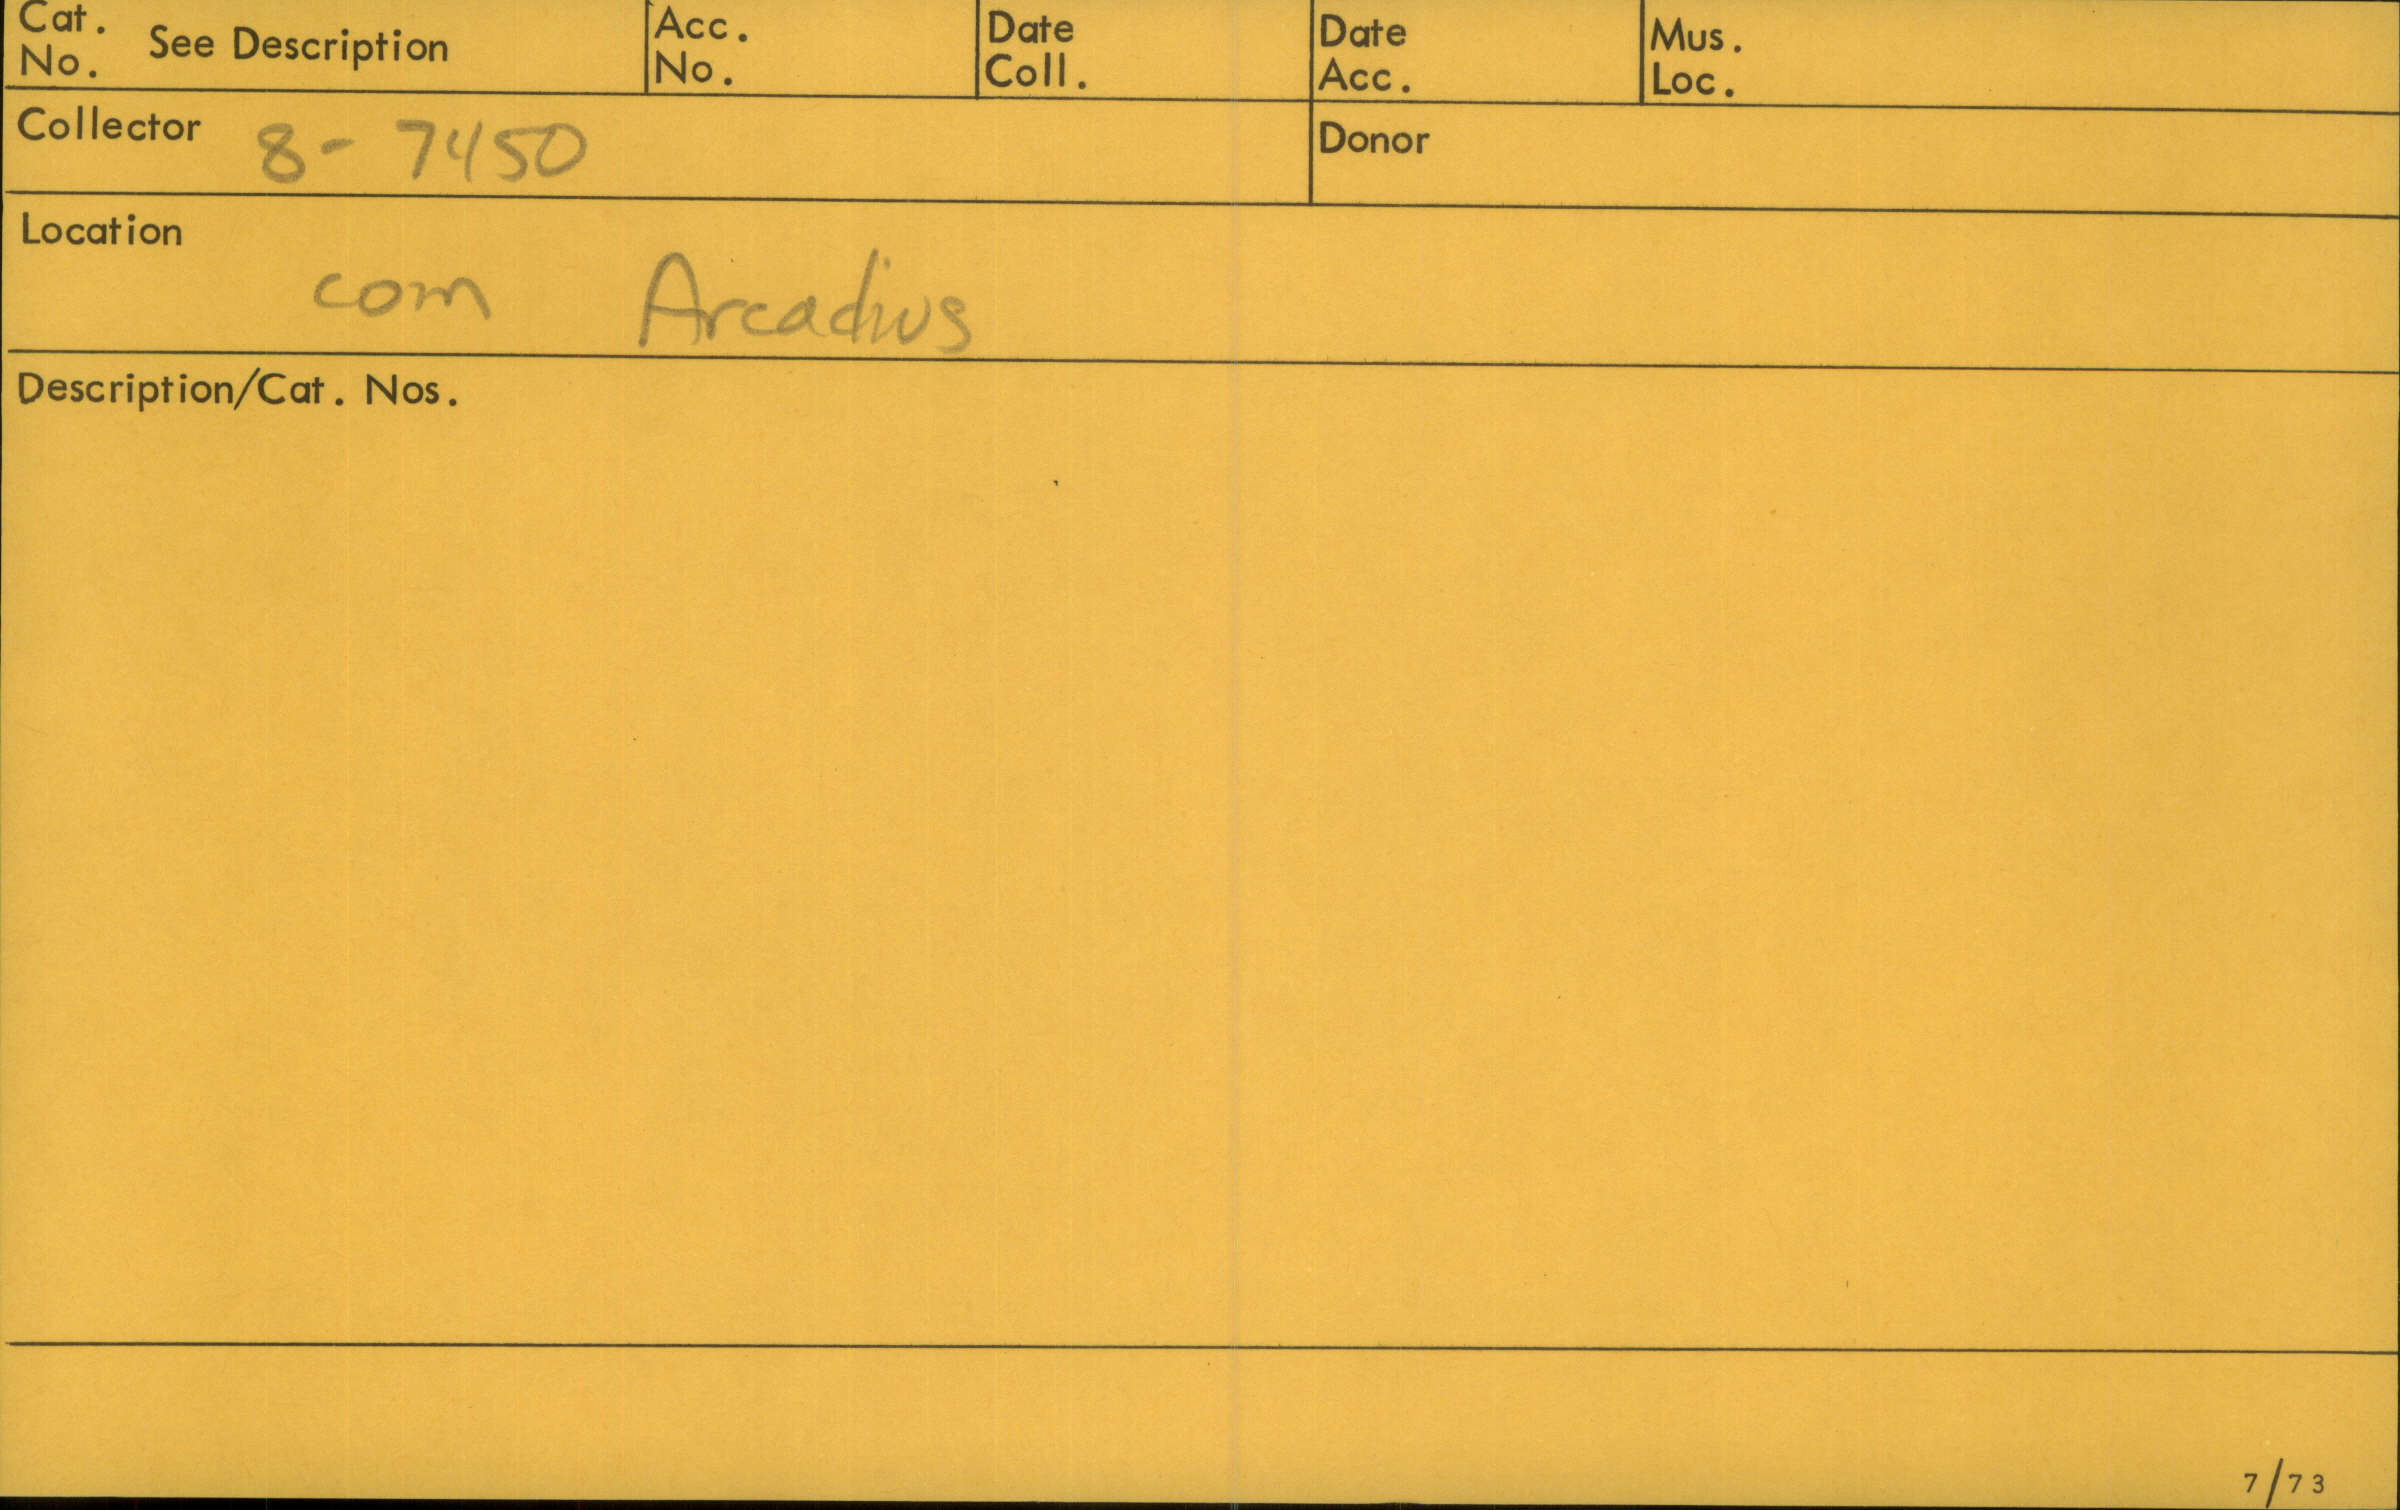 Cat. No. See Description Acc. No. Date Coll. Date Acc. Mus. Loc.
Collector 8- 7450 Donor
Location
com Arcadius
Description/Cat. Nos.
7/73